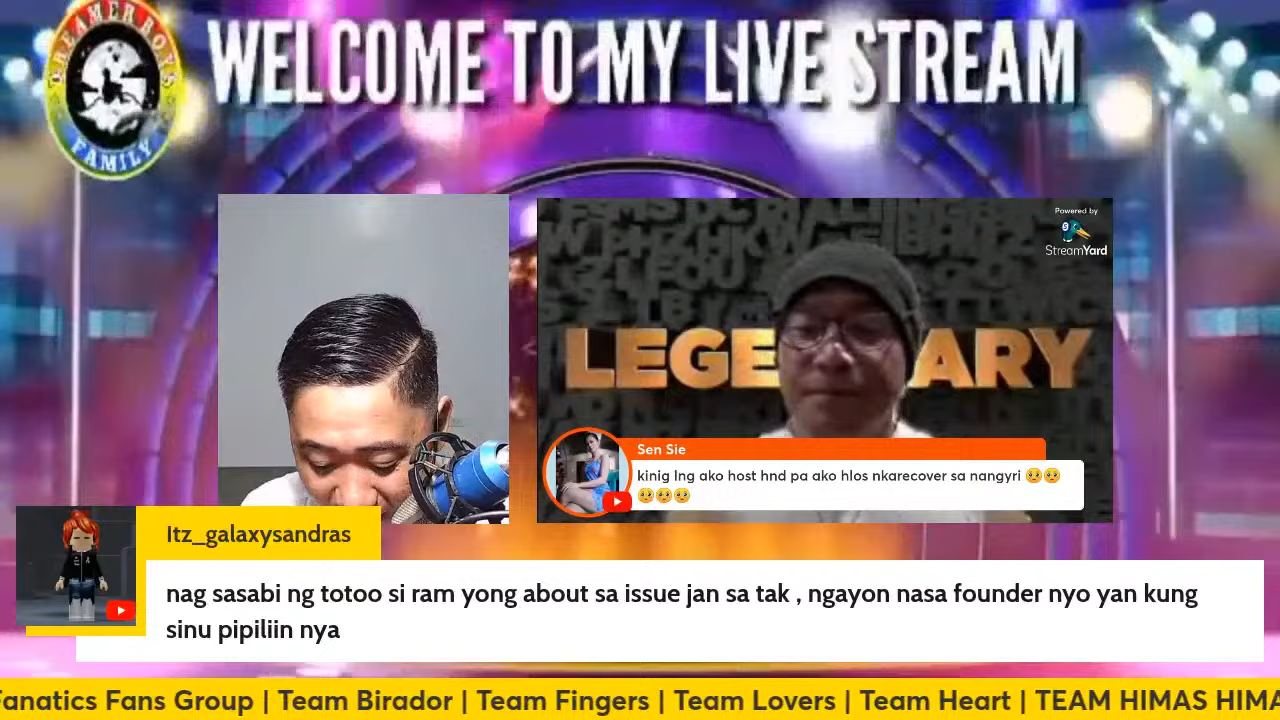 DREAMER BOYS
FAMILY
WELCOME TO MY LIVE STREAM
Powered by
StreamYard
LEGE ARY
Sen Sie
kinig lng ako host hnd pa ako hlos nkarecover sa nangyri 🥺🥺
🥺🥺🥺
Itz_galaxysandras
nag sasabi ng totoo si ram yong about sa issue jan sa tak , ngayon nasa founder nyo yan kung
sinu pipiliin nya
Fanatics Fans Group | Team Birador | Team Fingers | Team Lovers | Team Heart | TEAM HIMAS HIMA